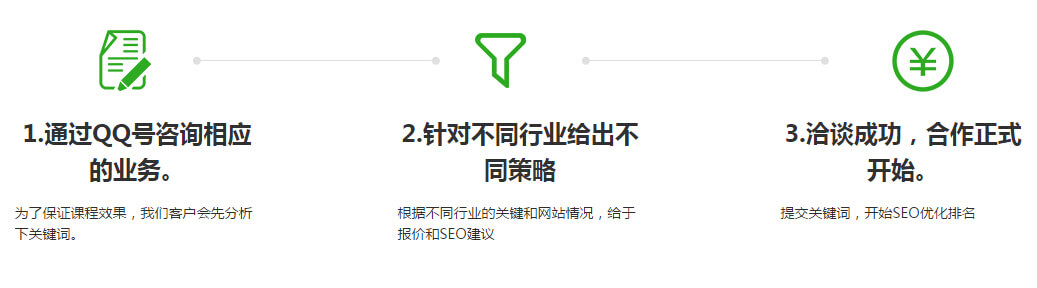 1.通过QQ号咨询相应
的业务。
为了保证课程效果，我们客户会先分析
下关键词。
2.针对不同行业给出不
同策略
根据不同行业的关键和网站情况，给于
报价和SEO建议
3.洽谈成功，合作正式
开始。
提交关键词，开始SEO优化排名